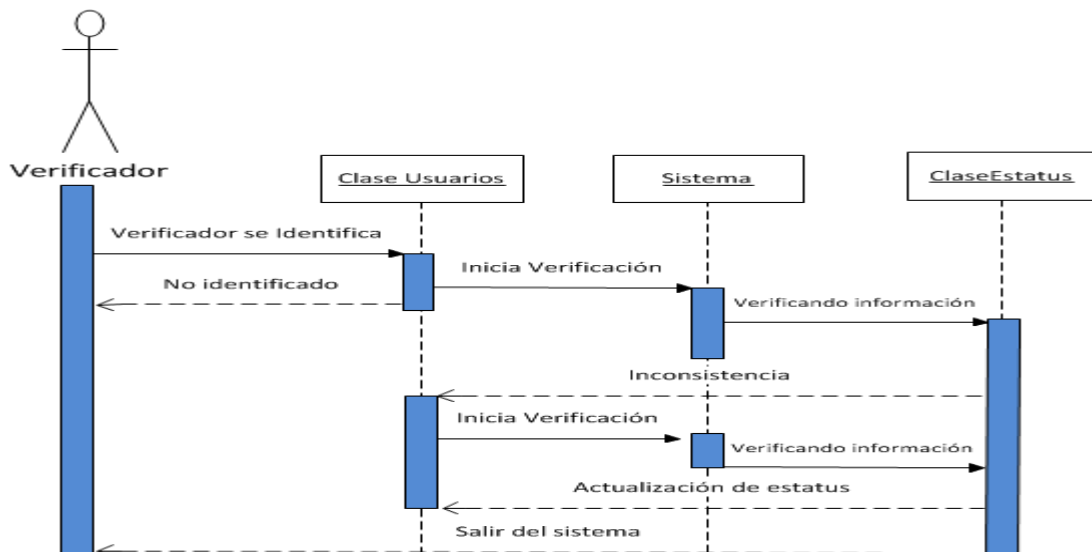 Verificador
Clase Usuarios
Sistema
ClaseEstatus
Verificador se Identifica
Inicia Verificación
No identificado
Verificando información
Inconsistencia
Inicia Verificación
Verificando información
Actualización de estatus
Salir del sistema